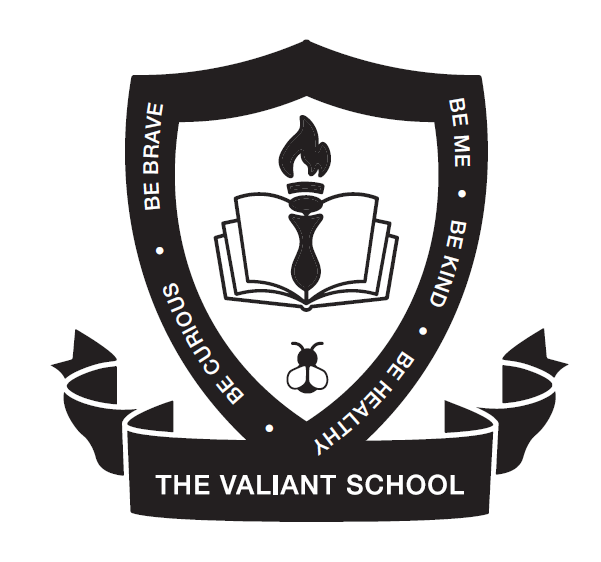 BE BRAVE • BE CURIOUS •
BE ME • BE KIND • BE HEALTHY
THE VALIANT SCHOOL